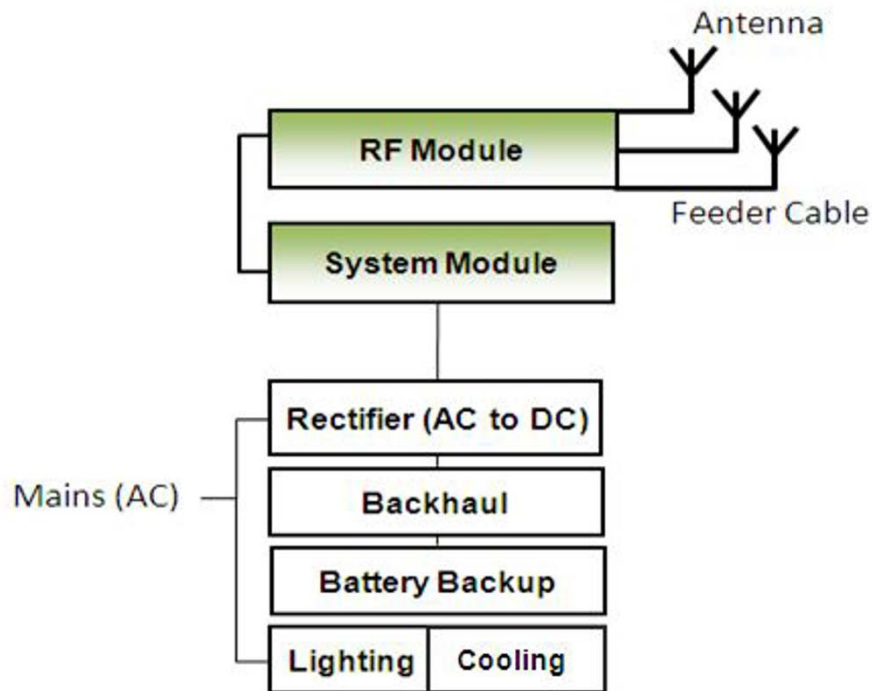 Antenna
RF Module
Feeder Cable
System Module
Rectifier (AC to DC)
Mains (AC)
Backhaul
Battery Backup
Lighting
Cooling